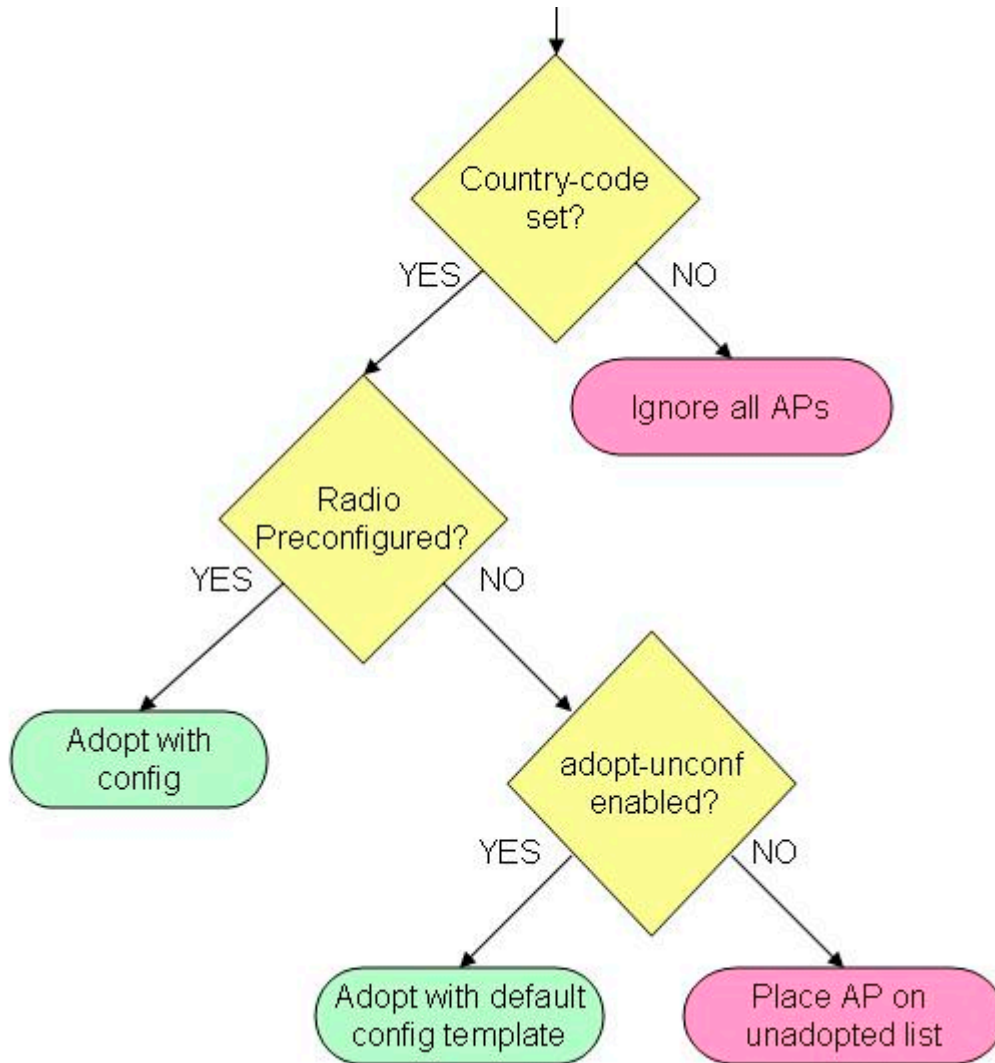 Country-code
set?
YES
NO
Ignore all APs
Radio
Preconfigured?
YES
NO
Adopt with
config
adopt-unconf
enabled?
YES
NO
Adopt with default
config template
Place AP on
unadopted list